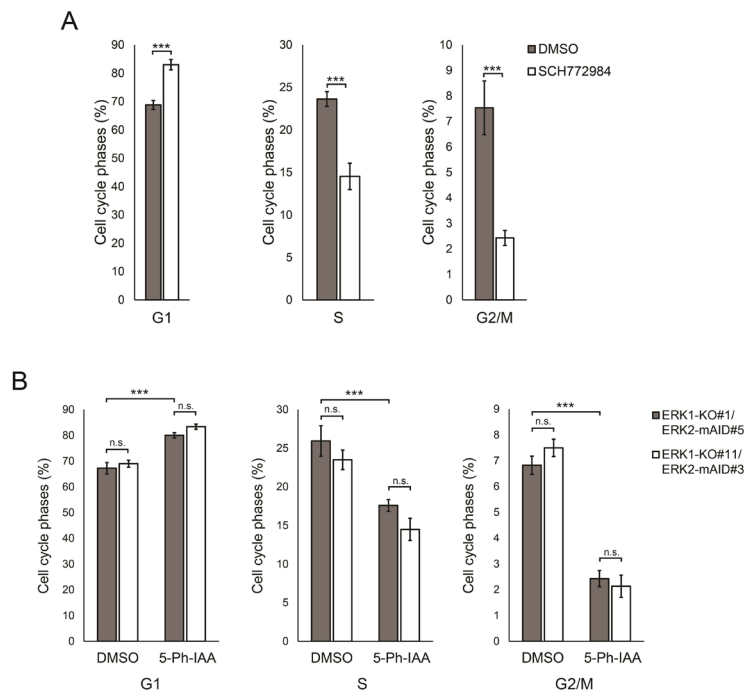 A
Cell cycle phases (%)
90
80
70
60
50
40
30
20
10
0
***
G1
Cell cycle phases (%)
30
25
20
15
10
5
0
***
S
Cell cycle phases (%)
10
9
8
7
6
5
4
3
2
1
0
***
G2/M
DMSO
SCH772984
B
Cell cycle phases (%)
90
80
70
60
50
40
30
20
10
0
***
n.s.
n.s.
DMSO 5-Ph-IAA
G1
Cell cycle phases (%)
30
25
20
15
10
5
0
***
n.s.
n.s.
DMSO 5-Ph-IAA
S
Cell cycle phases (%)
9
8
7
6
5
4
3
2
1
0
***
n.s.
n.s.
DMSO 5-Ph-IAA
G2/M
ERK1-KO#1/
ERK2-mAID#5
ERK1-KO#11/
ERK2-mAID#3